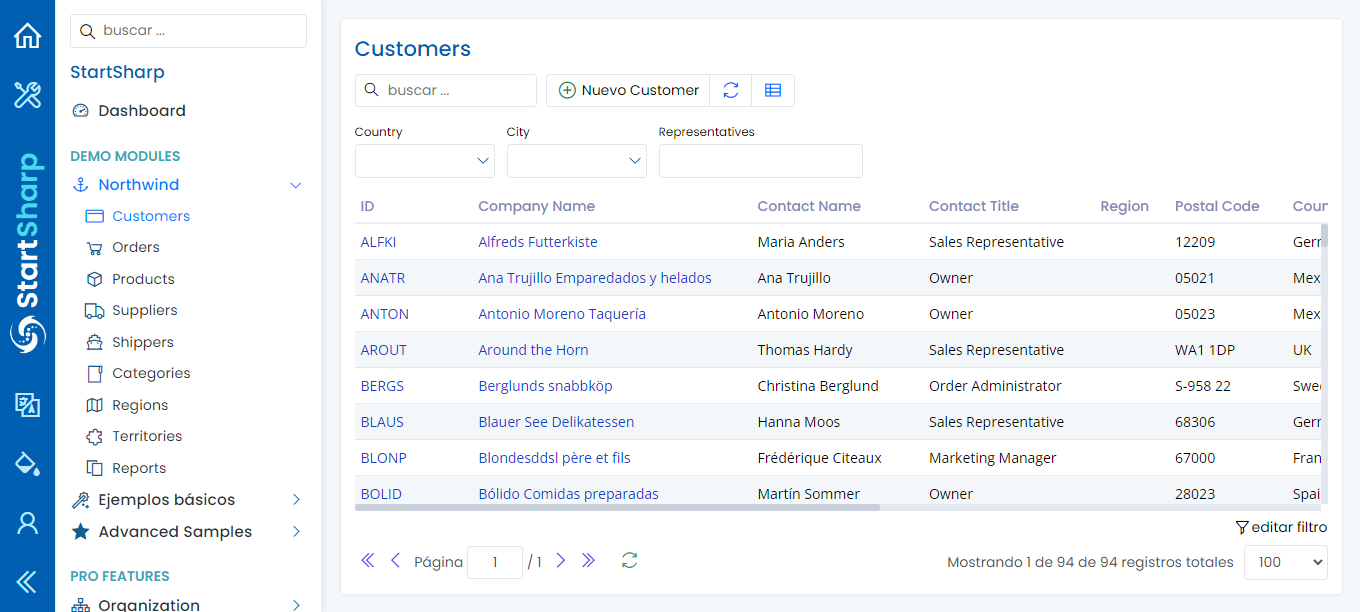 StartSharp
buscar ...
StartSharp
Dashboard
DEMO MODULES
Northwind
Customers
Orders
Products
Suppliers
Shippers
Categories
Regions
Territories
Reports
Ejemplos básicos
Advanced Samples
PRO FEATURES
Organization
Customers
buscar ... Nuevo Customer
Country City Representatives
ID Company Name Contact Name Contact Title Region Postal Code Coun
ALFKI Alfreds Futterkiste Maria Anders Sales Representative 12209 Gern
ANATR Ana Trujillo Emparedados y helados Ana Trujillo Owner 05021 Mex
ANTON Antonio Moreno Taquería Antonio Moreno Owner 05023 Mex
AROUT Around the Horn Thomas Hardy Sales Representative WA1 1DP UK
BERGS Berglunds snabbköp Christina Berglund Order Administrator S-958 22 Swe
BLAUS Blauer See Delikatessen Hanna Moos Sales Representative 68306 Gern
BLONP Blondesddsl père et fils Frédérique Citeaux Marketing Manager 67000 Fran
BOLID Bólido Comidas preparadas Martín Sommer Owner 28023 Spai
editar filtro
Página 1 / 1 Mostrando 1 de 94 de 94 registros totales 100